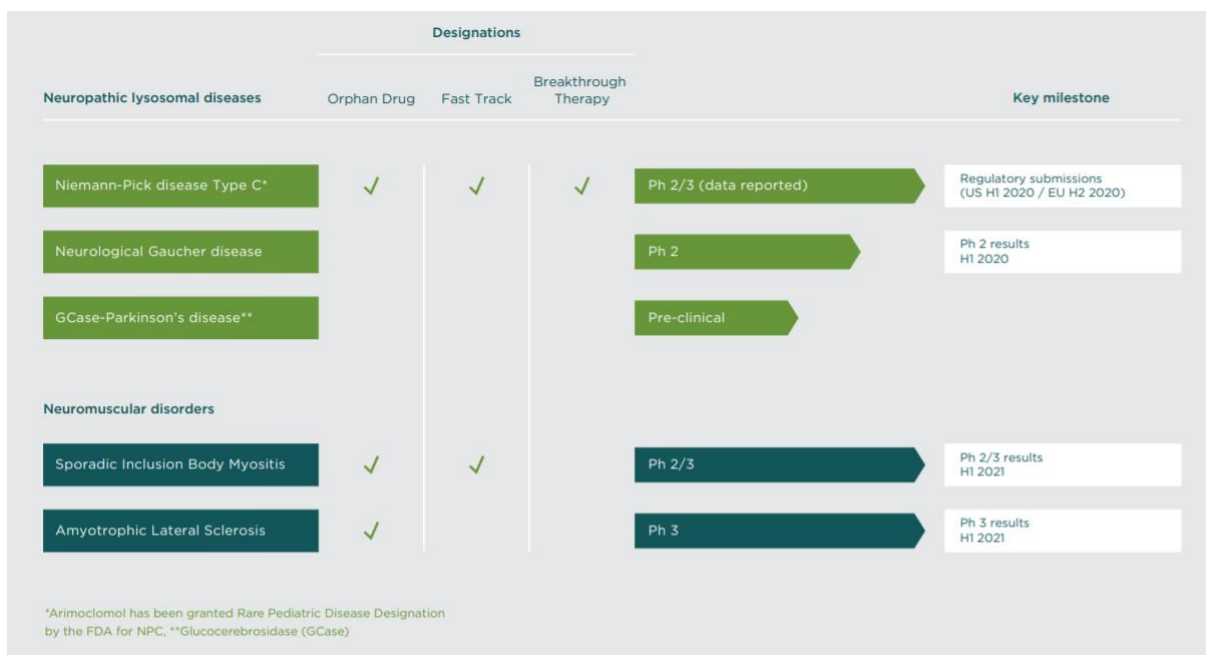 Designations
Neuropathic lysosomal diseases
Orphan Drug
Fast Track
Breakthrough
Therapy
Key milestone
Niemann-Pick disease Type C*
Ph 2/3 (data reported)
Regulatory submissions
(US H1 2020 / EU H2 2020)
Neurological Gaucher disease
Ph 2
Ph 2 results
H1 2020
GCase-Parkinson's disease**
Pre-clinical
Neuromuscular disorders
Sporadic Inclusion Body Myositis
Ph 2/3
Ph 2/3 results
H1 2021
Amyotrophic Lateral Sclerosis
Ph 3
Ph 3 results
H1 2021
*Arimoclomol has been granted Rare Pediatric Disease Designation
by the FDA for NPC, **Glucocerebrosidase (GCase)